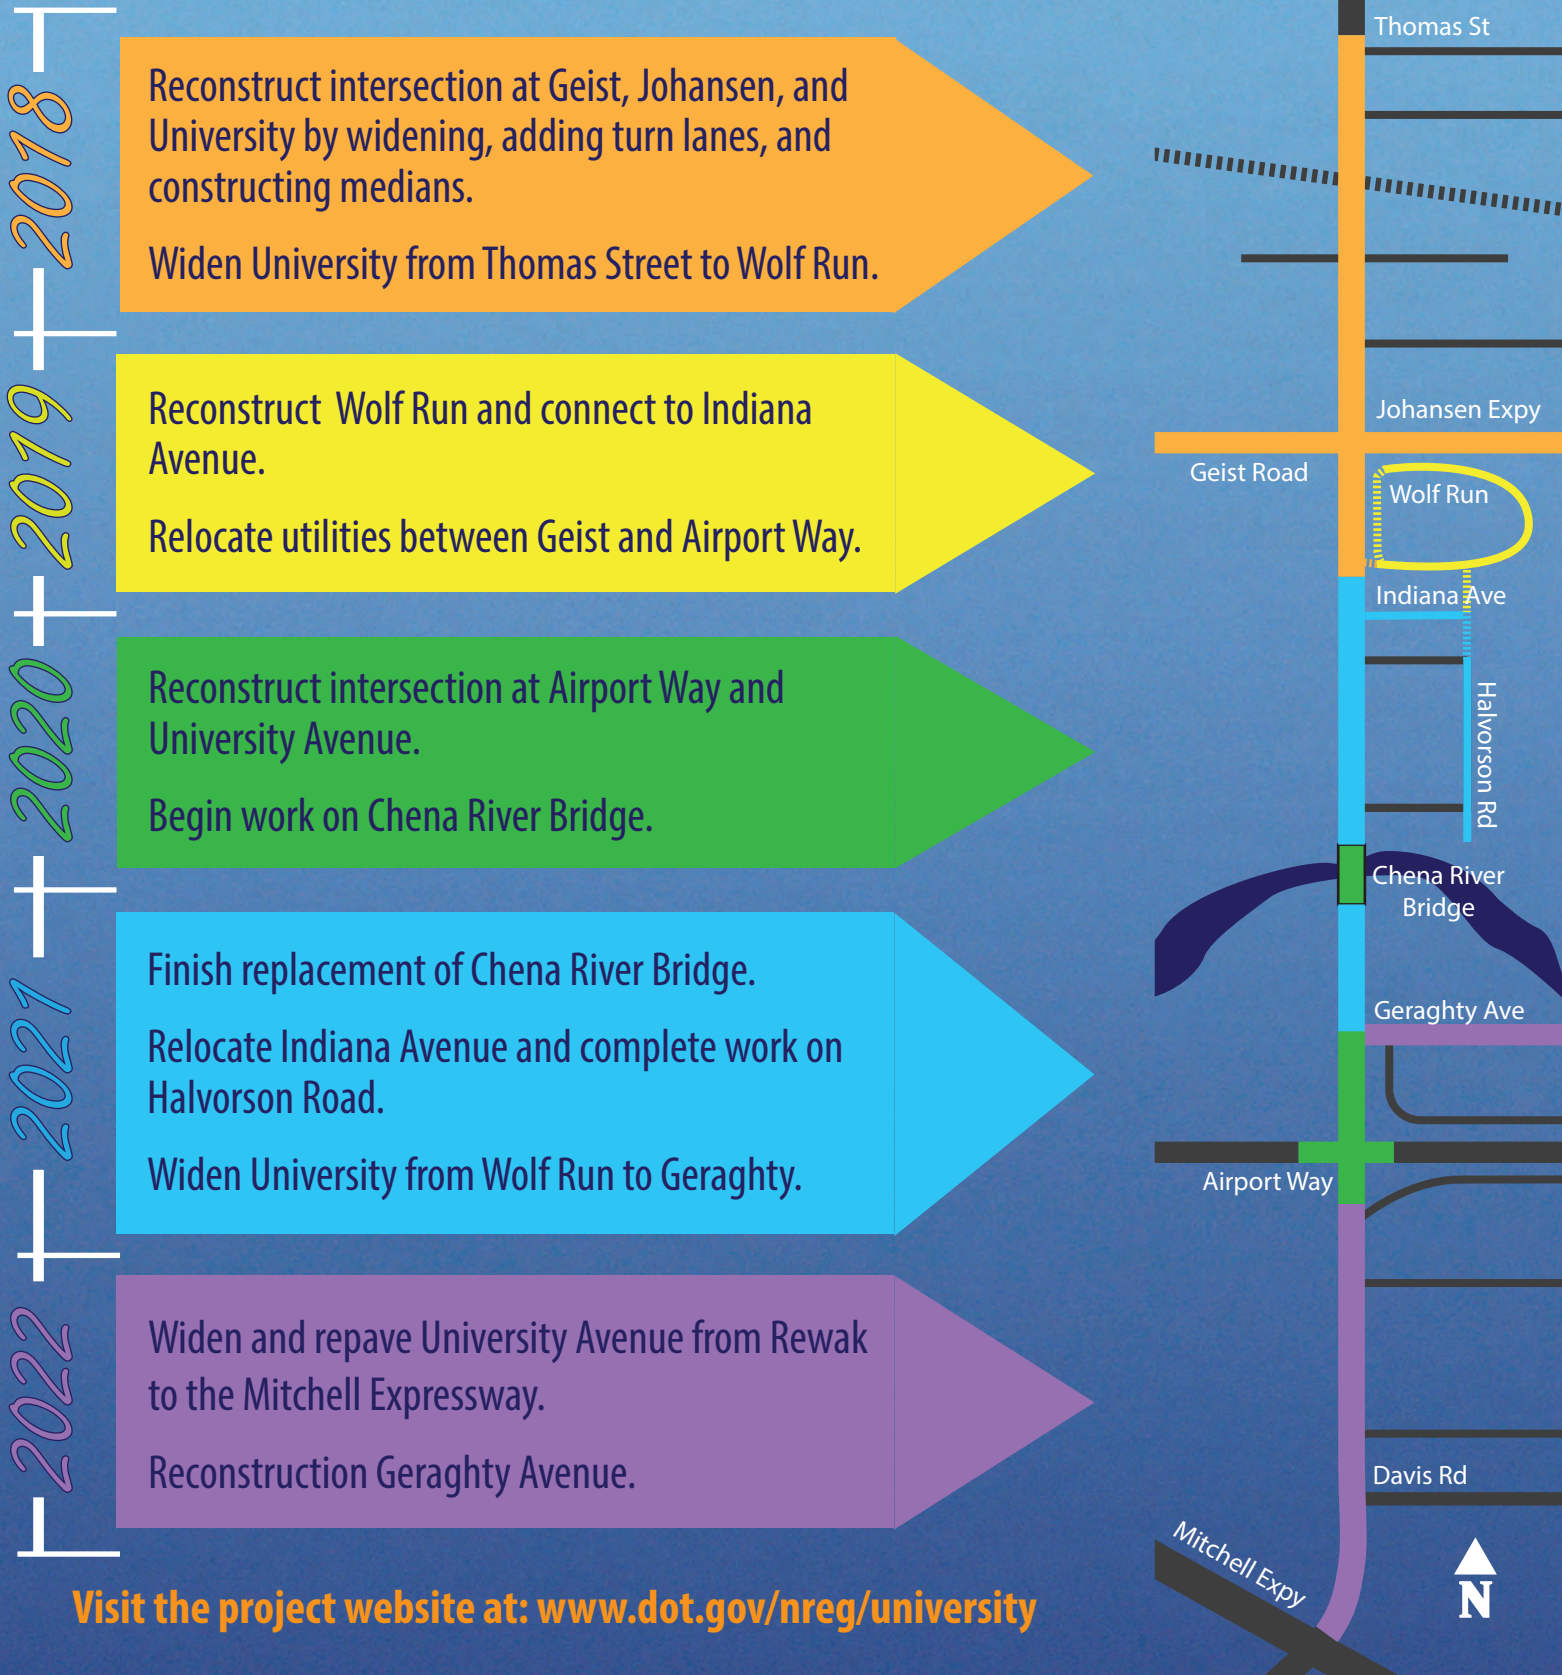 2018
Reconstruct intersection at Geist, Johansen, and
University by widening, adding turn lanes, and
constructing medians.
Widen University from Thomas Street to Wolf Run.
2019
Reconstruct Wolf Run and connect to Indiana
Avenue.
Relocate utilities between Geist and Airport Way.
2020
Reconstruct intersection at Airport Way and
University Avenue.
Begin work on Chena River Bridge.
2021
Finish replacement of Chena River Bridge.
Relocate Indiana Avenue and complete work on
Halvorson Road.
Widen University from Wolf Run to Geraghty.
2022
Widen and repave University Avenue from Rewak
to the Mitchell Expressway.
Reconstruction Geraghty Avenue.
Visit the project website at: www.dot.gov/nreg/university
Thomas St
Johansen Expy
Geist Road
Wolf Run
Indiana Ave
Halvorson Rd
Chena River
Bridge
Geraghty Ave
Airport Way
Davis Rd
Mitchell Expy
N